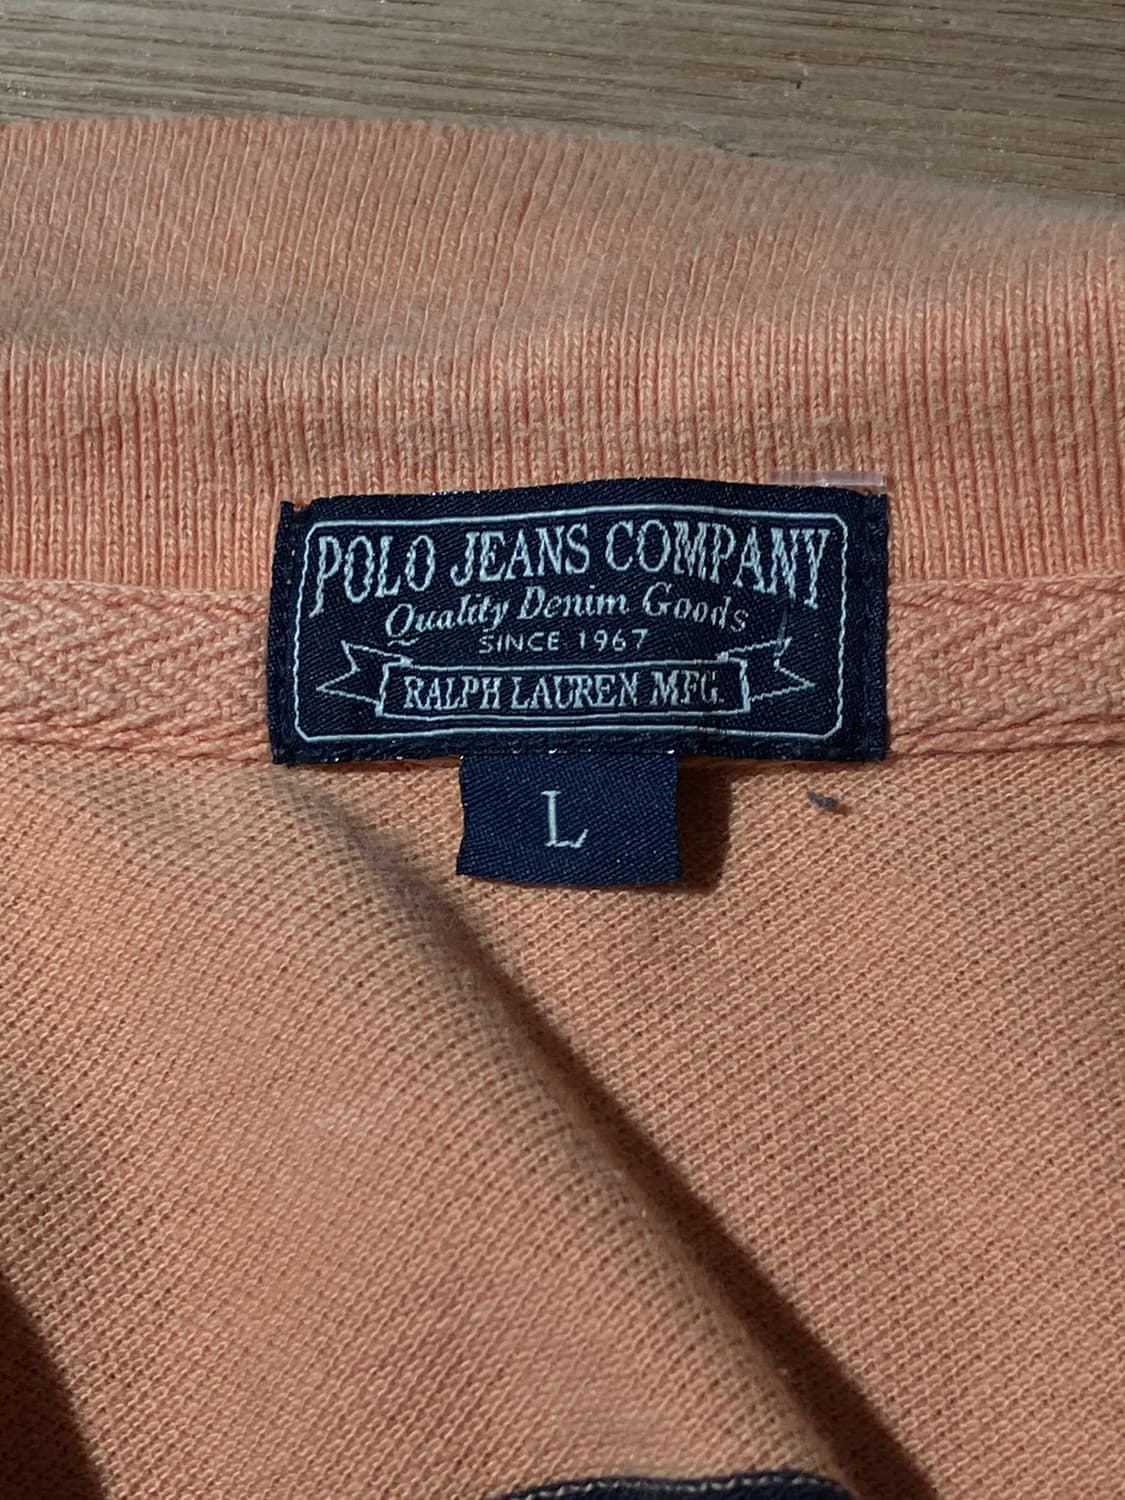 POLO JEANS COMPANY
Quality Denim Goods
SINCE 1967
RALPH LAUREN MFG.
L